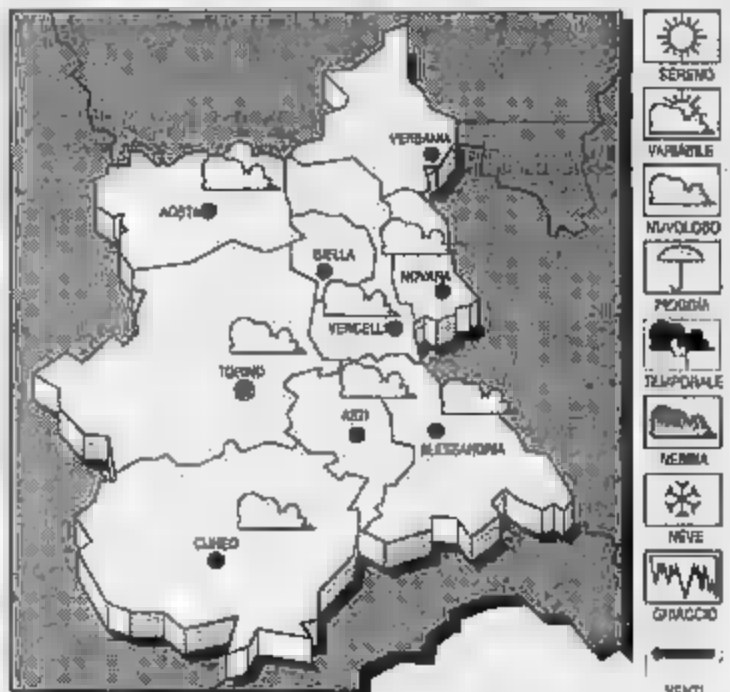 VERBANIA
AOSTA
BIELLA
NOVARA
VERCELLI
TORINO
ASTI
ALESSANDRIA
CUNEO
SERENO
VARIABILE
NUVOLOSO
PIOGGIA
TEMPORALE
NEBBIA
NEVE
GHIACCIO
VENTI